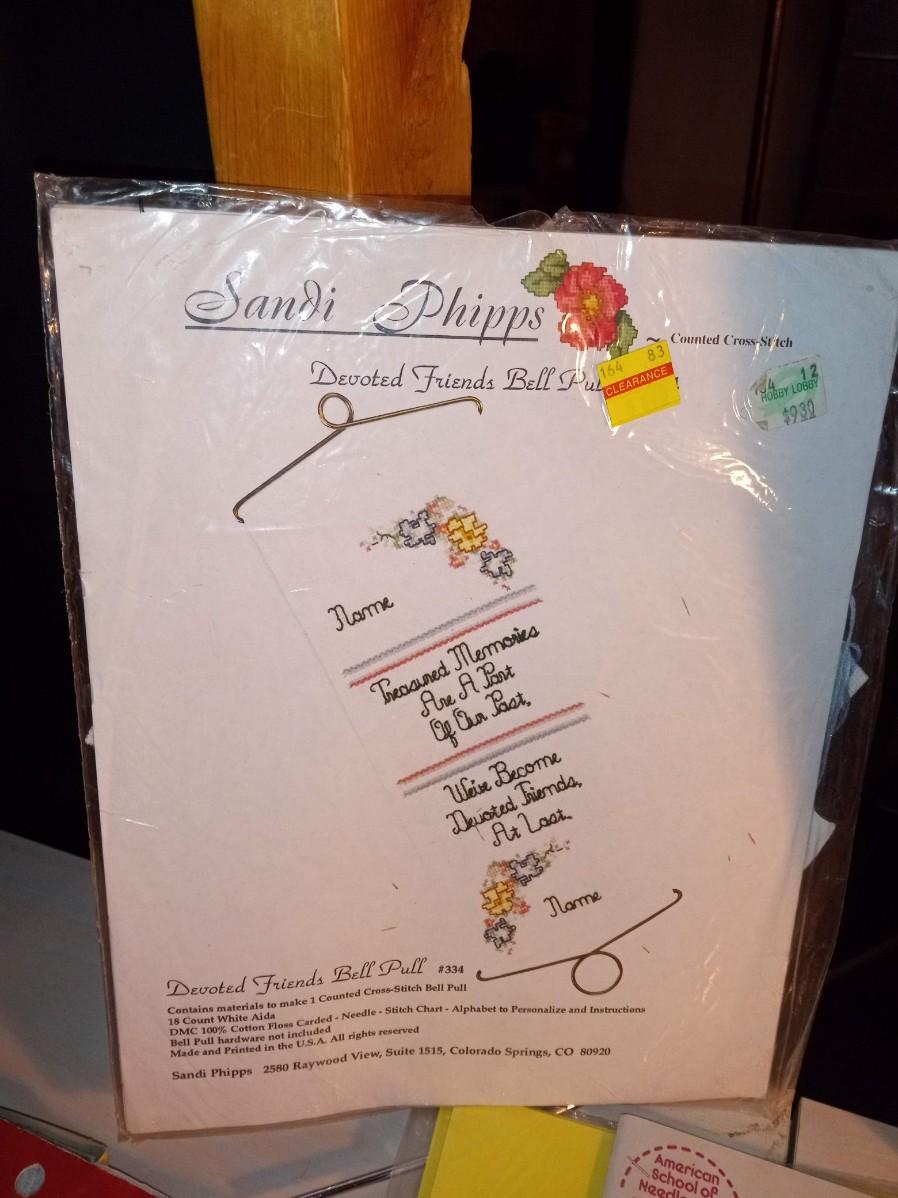 Sandi Phipps
~ Counted Cross-Stitch
Devoted Friends Bell
164 83
CLEARANCE
12
HOBBY LOBBY
$930
Name
Treasured Memories
Are A Part
Of Our Past,
We've Become
Devoted Friends,
At Last.
Name
Devoted Friends Bell Pull #334
Contains materials to make 1 Counted Cross-Stitch Bell Pull
18 Count White Aida
DMC 100% Cotton Floss Carded - Needle - Stitch Chart - Alphabet to Personalize and Instructions
Bell Pull hardware not included
Made and Printed in the U.S.A. All rights reserved
Sandi Phipps 2580 Raywood View, Suite 1515, Colorado Springs, CO 80920
American
School of